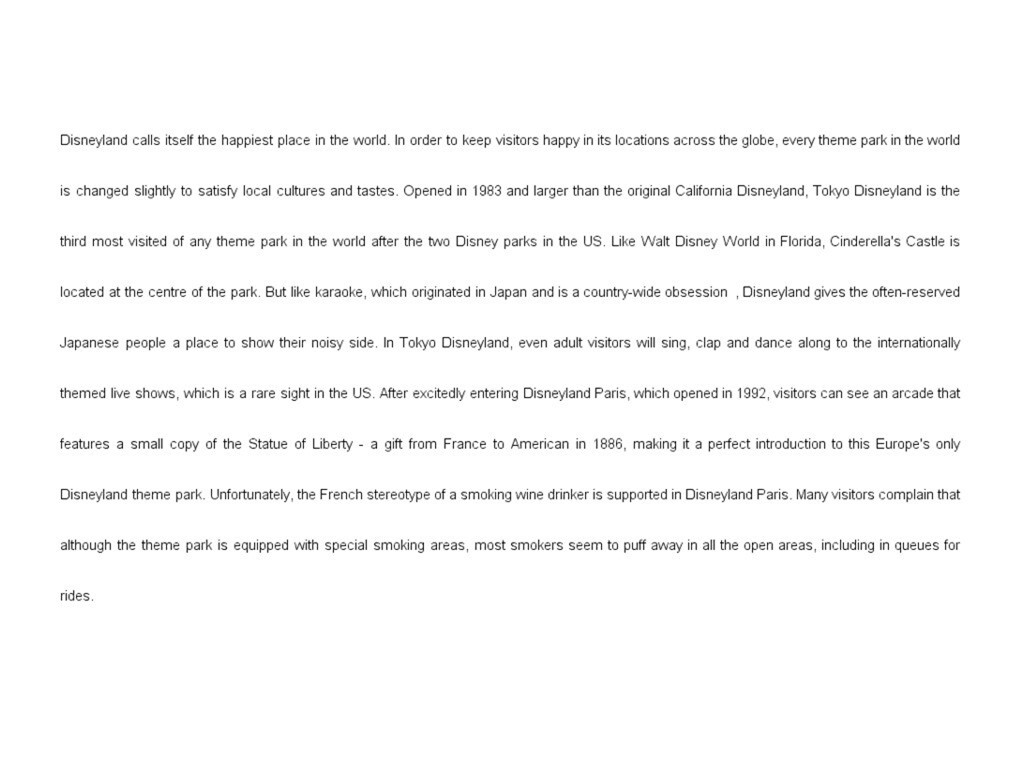 Disneyland calls itself the happiest place in the world. In order to keep visitors happy in its locations across the globe, every theme park in the world
is changed slightly to satisfy local cultures and tastes. Opened in 1983 and larger than the original California Disneyland, Tokyo Disneyland is the
third most visited of any theme park in the world after the two Disney parks in the US. Like Walt Disney World in Florida, Cinderella's Castle is
located at the centre of the park. But like karaoke, which originated in Japan and is a country-wide obsession  , Disneyland gives the often-reserved
Japanese people a place to show their noisy side. In Tokyo Disneyland, even adult visitors will sing, clap and dance along to the internationally
themed live shows, which is a rare sight in the US. After excitedly entering Disneyland Paris, which opened in 1992, visitors can see an arcade that
features a small copy of the Statue of Liberty - a gift from France to American in 1886, making it a perfect introduction to this Europe's only
Disneyland theme park. Unfortunately, the French stereotype of a smoking wine drinker is supported in Disneyland Paris. Many visitors complain that
although the theme park is equipped with special smoking areas, most smokers seem to puff away in all the open areas, including in queues for
rides.